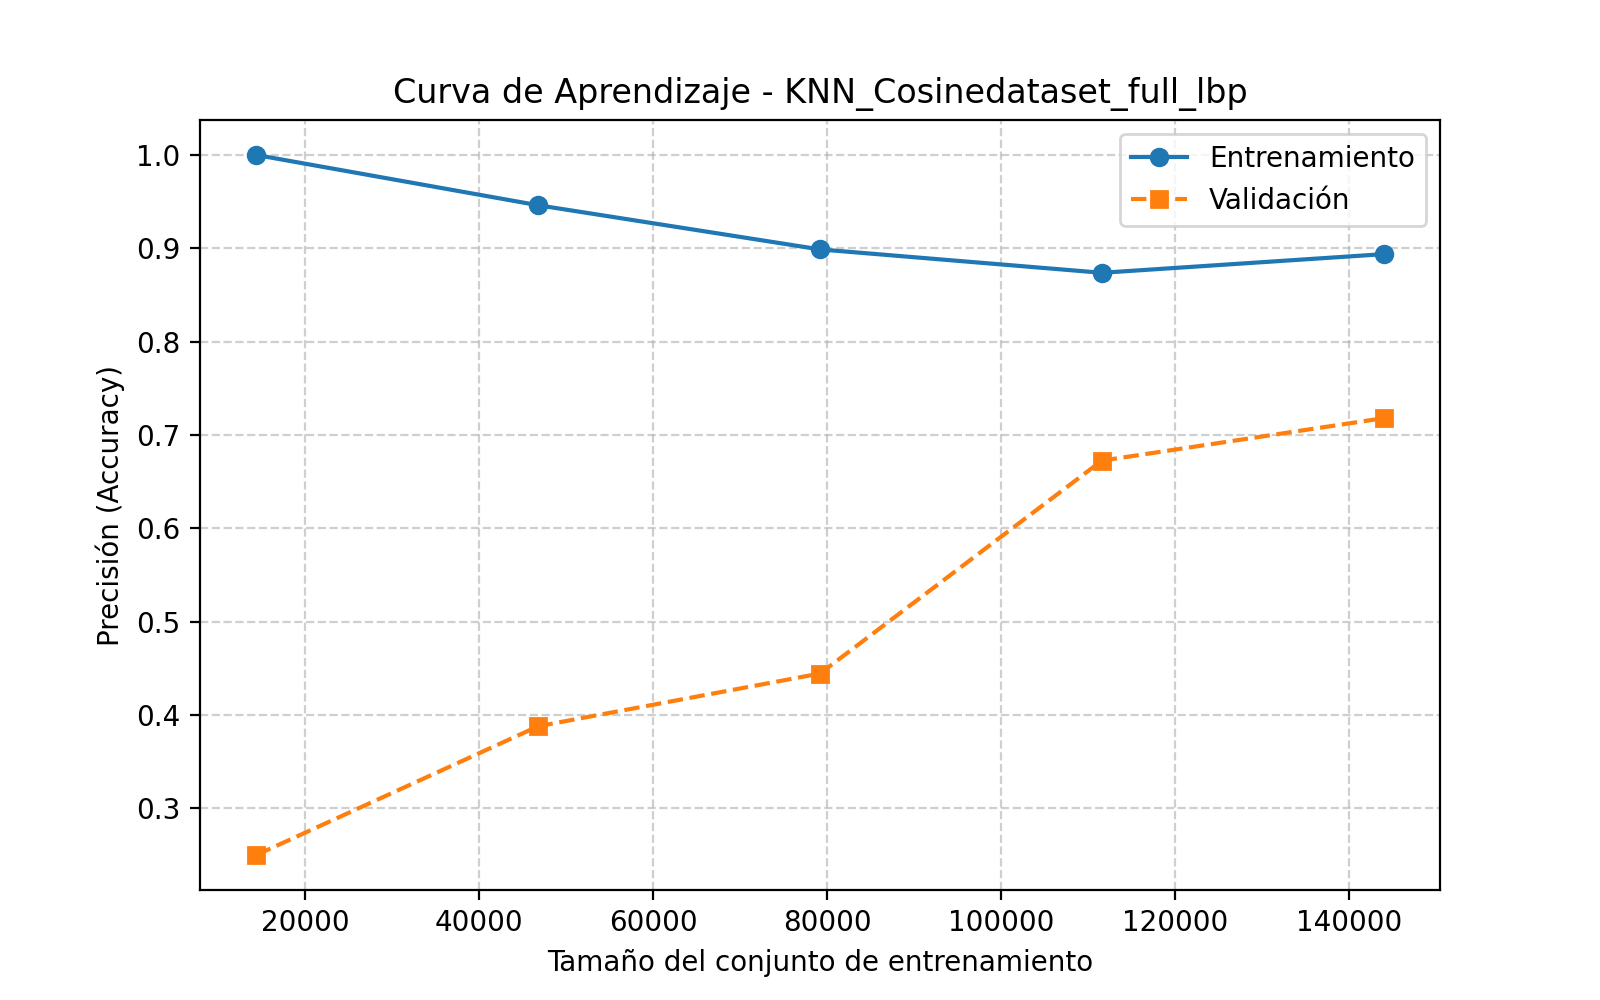 Curva de Aprendizaje - KNN_Cosinedataset_full_lbp
Entrenamiento
Validación
Precisión (Accuracy)
1.0
0.9
0.8
0.7
0.6
0.5
0.4
0.3
20000 40000 60000 80000 100000 120000 140000
Tamaño del conjunto de entrenamiento